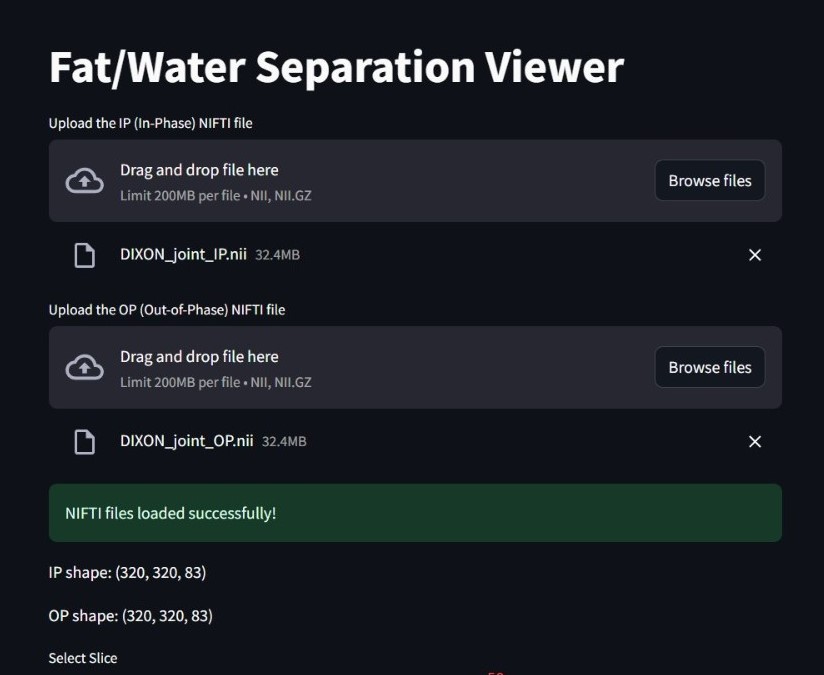 Fat/Water Separation Viewer
Upload the IP (In-Phase) NIFTI file
Drag and drop file here
Limit 200MB per file • NII, NII.GZ
Browse files
DIXON_joint_IP.nii 32.4MB
Upload the OP (Out-of-Phase) NIFTI file
Drag and drop file here
Limit 200MB per file • NII, NII.GZ
Browse files
DIXON_joint_OP.nii 32.4MB
NIFTI files loaded successfully!
IP shape: (320, 320, 83)
OP shape: (320, 320, 83)
Select Slice